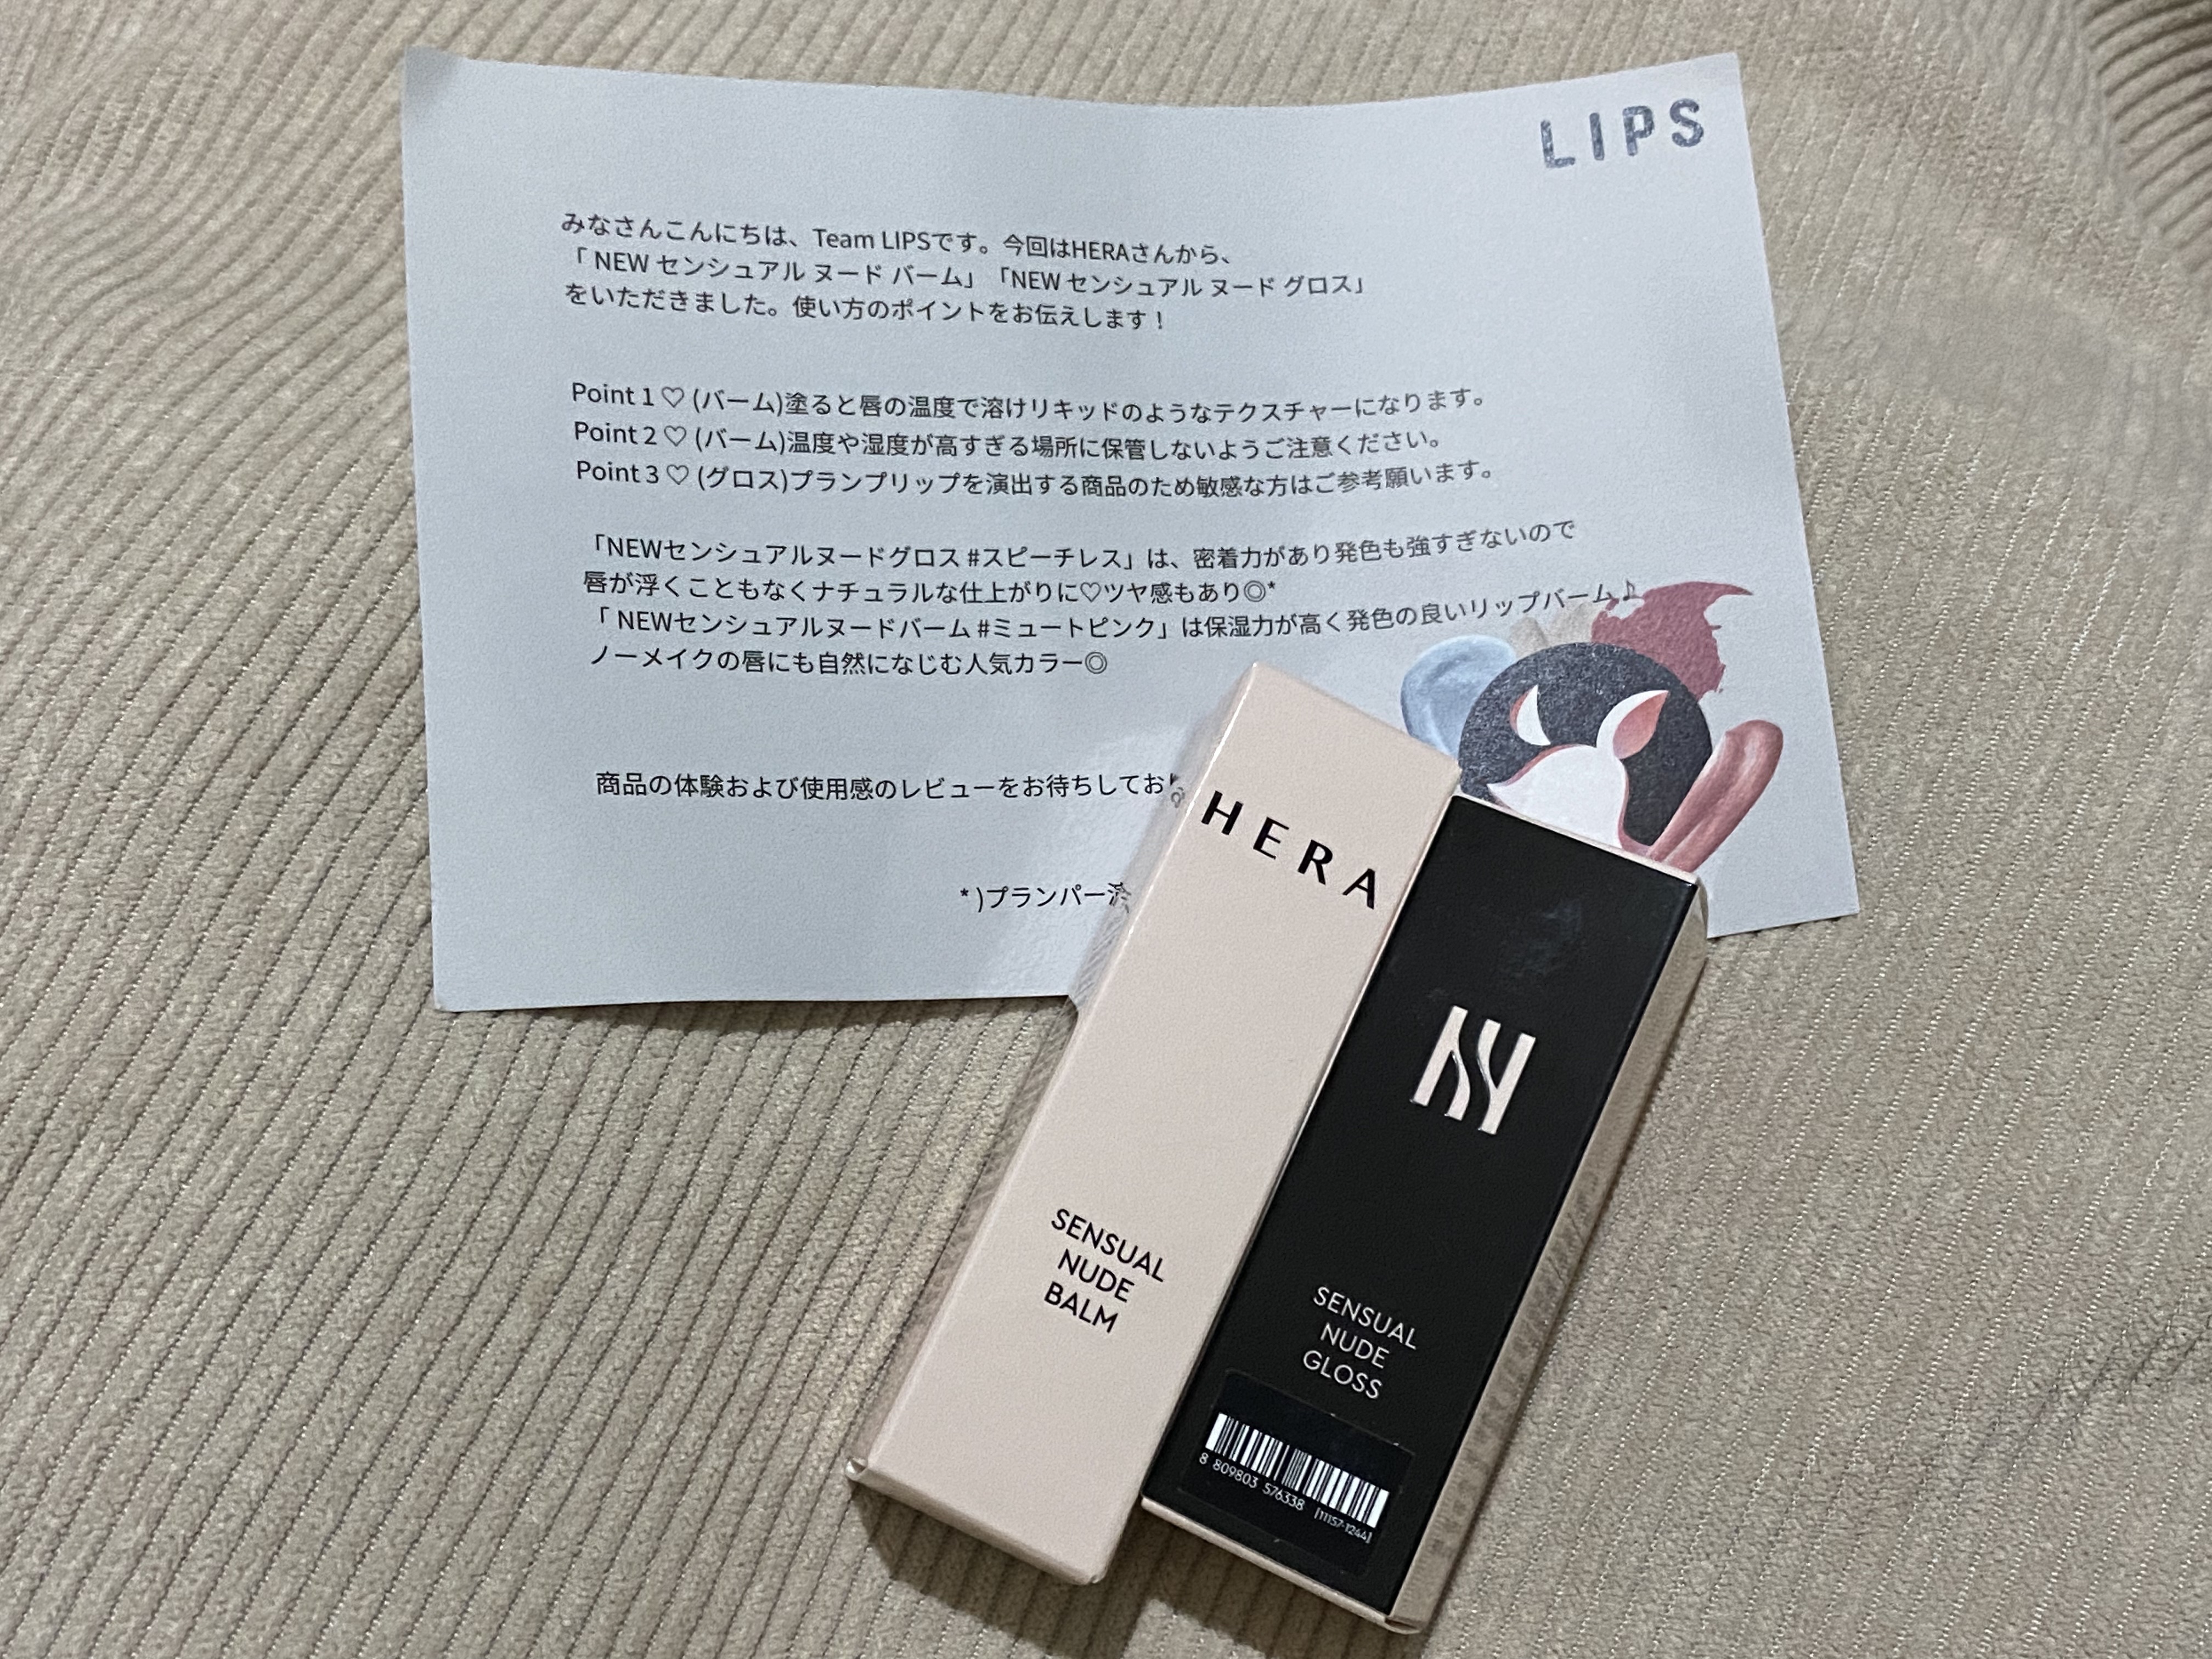 LIPS
みなさんこんにちは、Team LIPSです。今回はHERAさんから、
「 NEW センシュアル ヌード バーム」「NEW センシュアル ヌード グロス」
をいただきました。使い方のポイントをお伝えします！
Point 1 ♡ (バーム)塗ると唇の温度で溶けリキッドのようなテクスチャーになります。
Point 2 ♡ (バーム)温度や湿度が高すぎる場所に保管しないようご注意ください。
Point 3 ♡ (グロス)プランプリップを演出する商品のため敏感な方はご参考願います。
「NEWセンシュアルヌードグロス #スピーチレス」は、密着力があり発色も強すぎないので
唇が浮くこともなくナチュラルな仕上がりに♡ツヤ感もあり◎*
「 NEWセンシュアルヌードバーム #ミュートピンク」は保湿力が高く発色の良いリップバーム♪
ノーメイクの唇にも自然になじむ人気カラー◎
商品の体験および使用感のレビューをお待ちしてお
* )プランパー
HERA
SENSUAL
NUDE
BALM
SENSUAL
NUDE
GLOSS
8 809803 576338 [11157-1244]